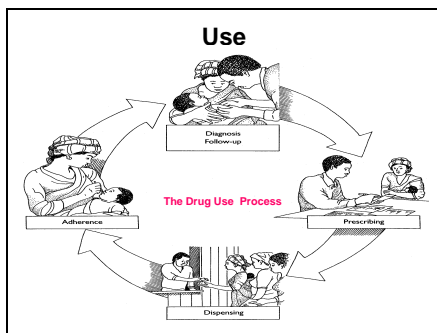 Use
Diagnosis
Follow-up
The Drug Use Process
Adherence
Prescribing
Dispensing